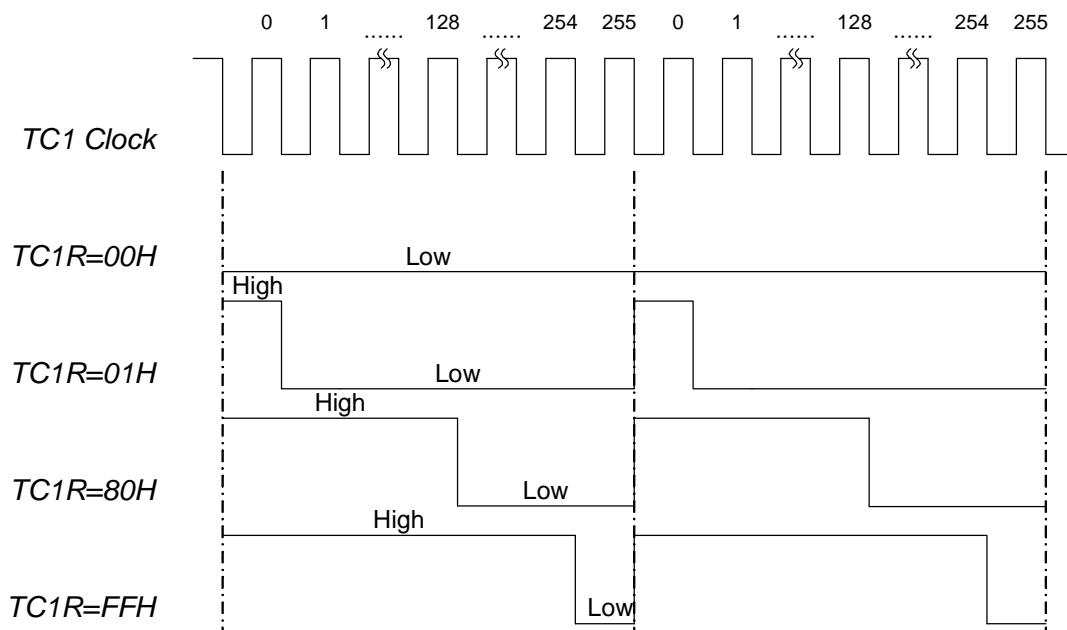 0 1 ...... 128 ...... 254 255 0 1 ...... 128 ...... 254 255
TC1 Clock
TC1R=00H
Low
High
TC1R=01H
Low
High
TC1R=80H
Low
High
TC1R=FFH
Low